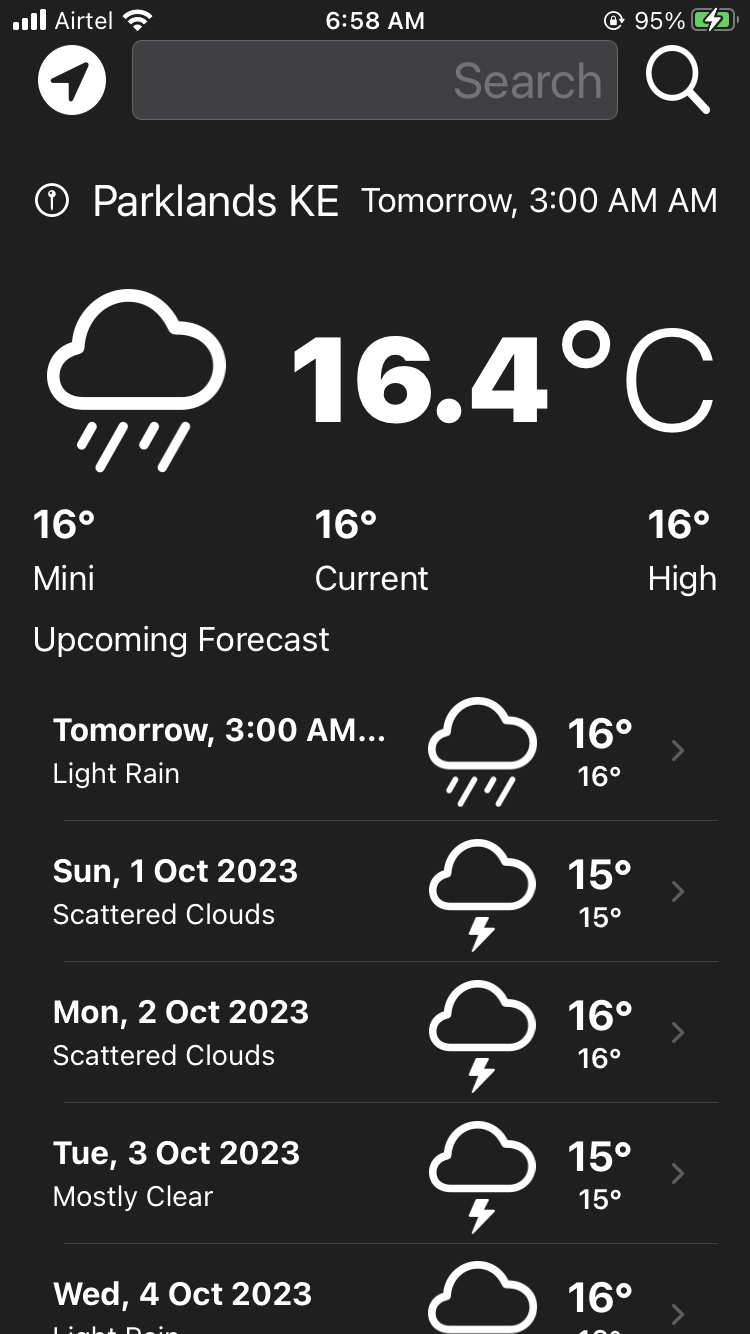 Airtel 6:58 AM 95%
Search
Parklands KE Tomorrow, 3:00 AM AM
16.4°C
16° 16° 16°
Mini Current High
Upcoming Forecast
Tomorrow, 3:00 AM... 16°
Light Rain 16°
Sun, 1 Oct 2023 15°
Scattered Clouds 15°
Mon, 2 Oct 2023 16°
Scattered Clouds 16°
Tue, 3 Oct 2023 15°
Mostly Clear 15°
Wed, 4 Oct 2023 16°
Light Rain